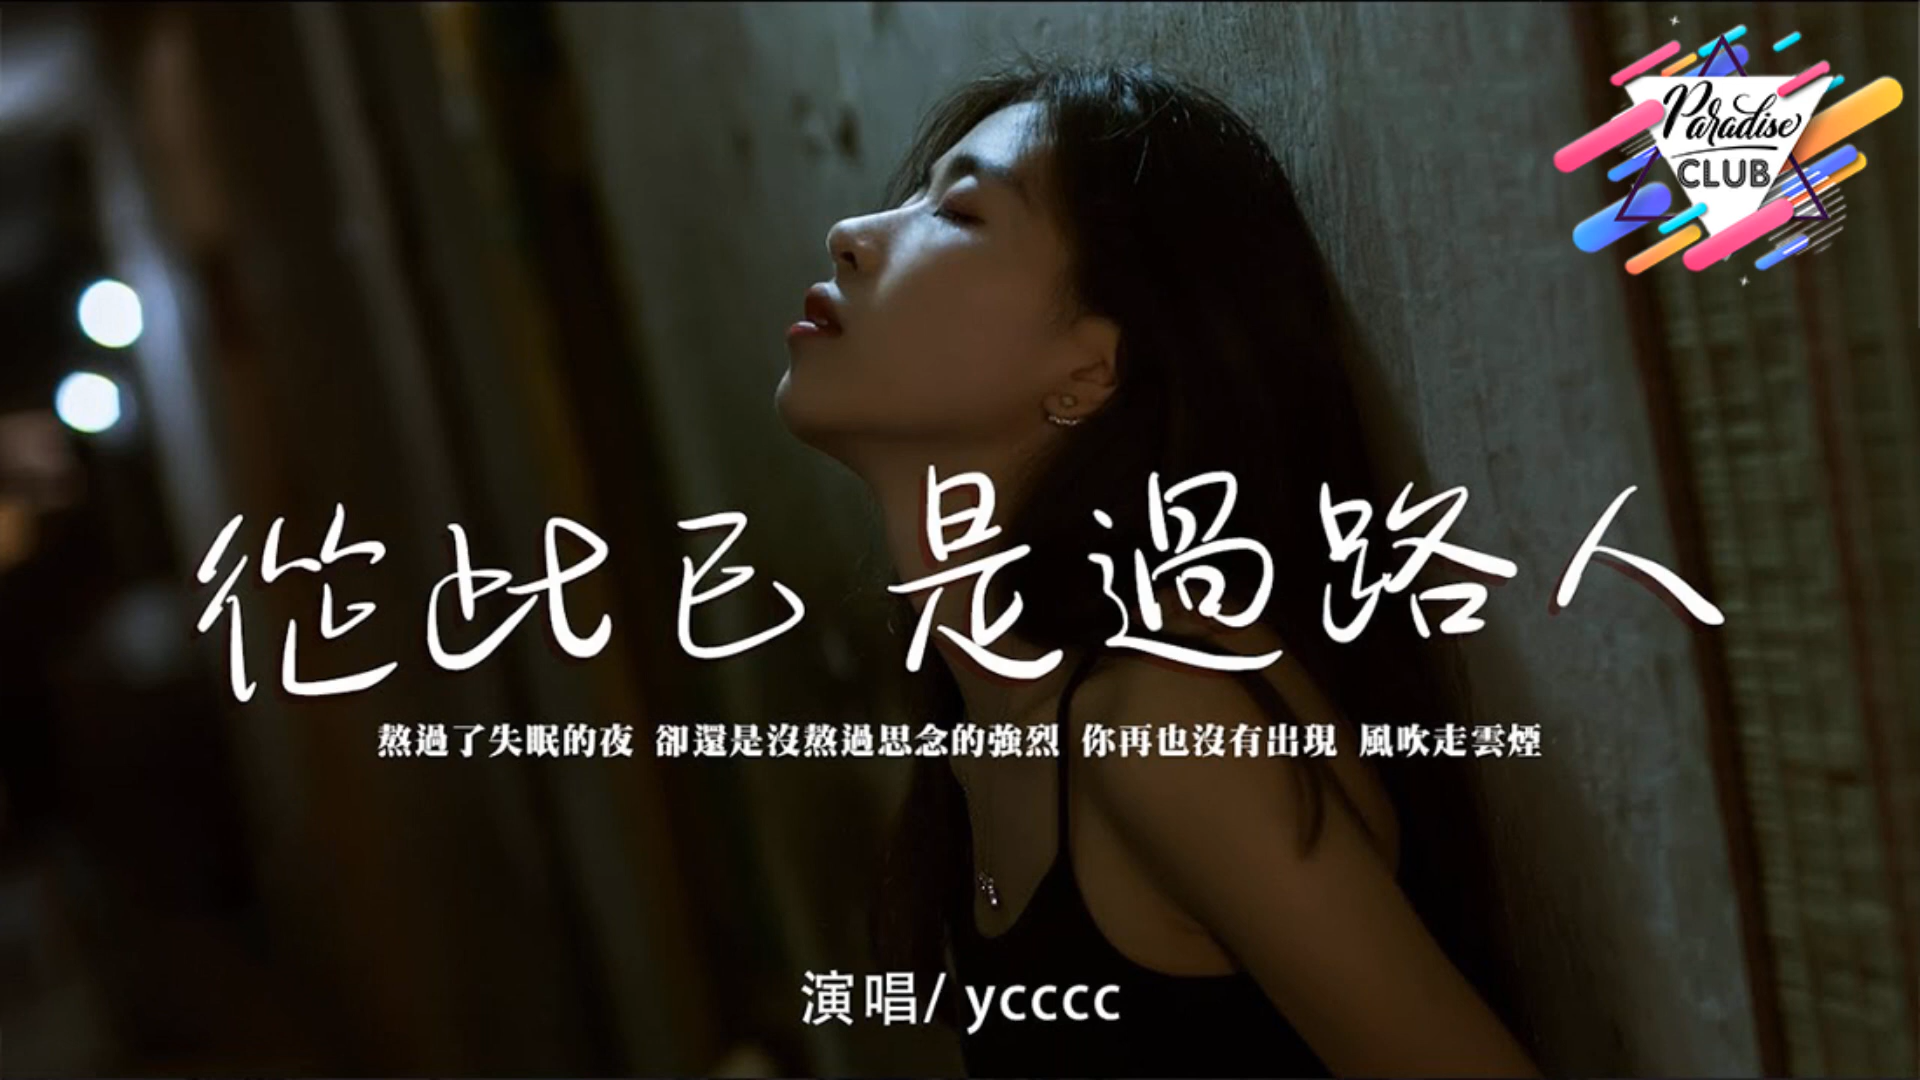 Paradise
CLUB
從此已是過路人
熬過了失眠的夜 卻還是沒熬過思念的強烈 你再也沒有出現 風吹走雲煙
演唱/ ycccc